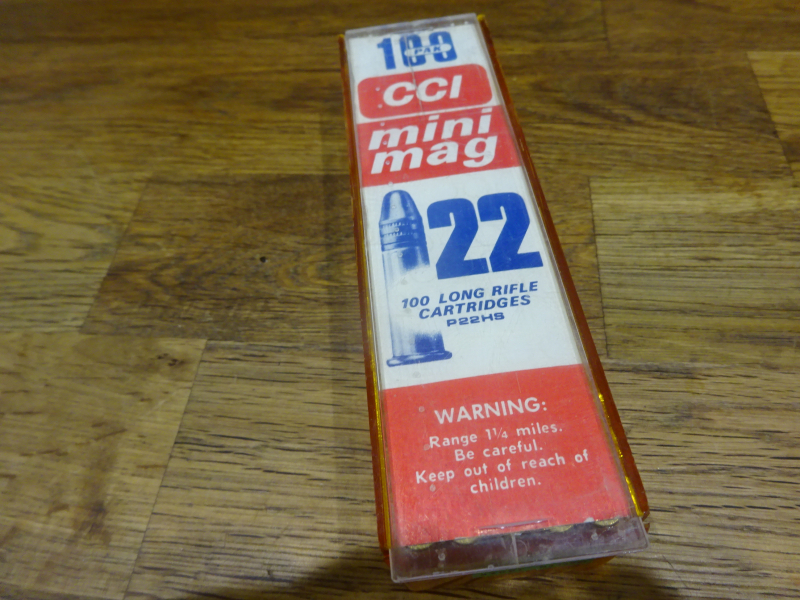 100
PAK
CCI
mini
mag
22
100 LONG RIFLE
CARTRIDGES
P22HS
WARNING:
Range 1¼ miles.
Be careful.
Keep out of reach of
children.